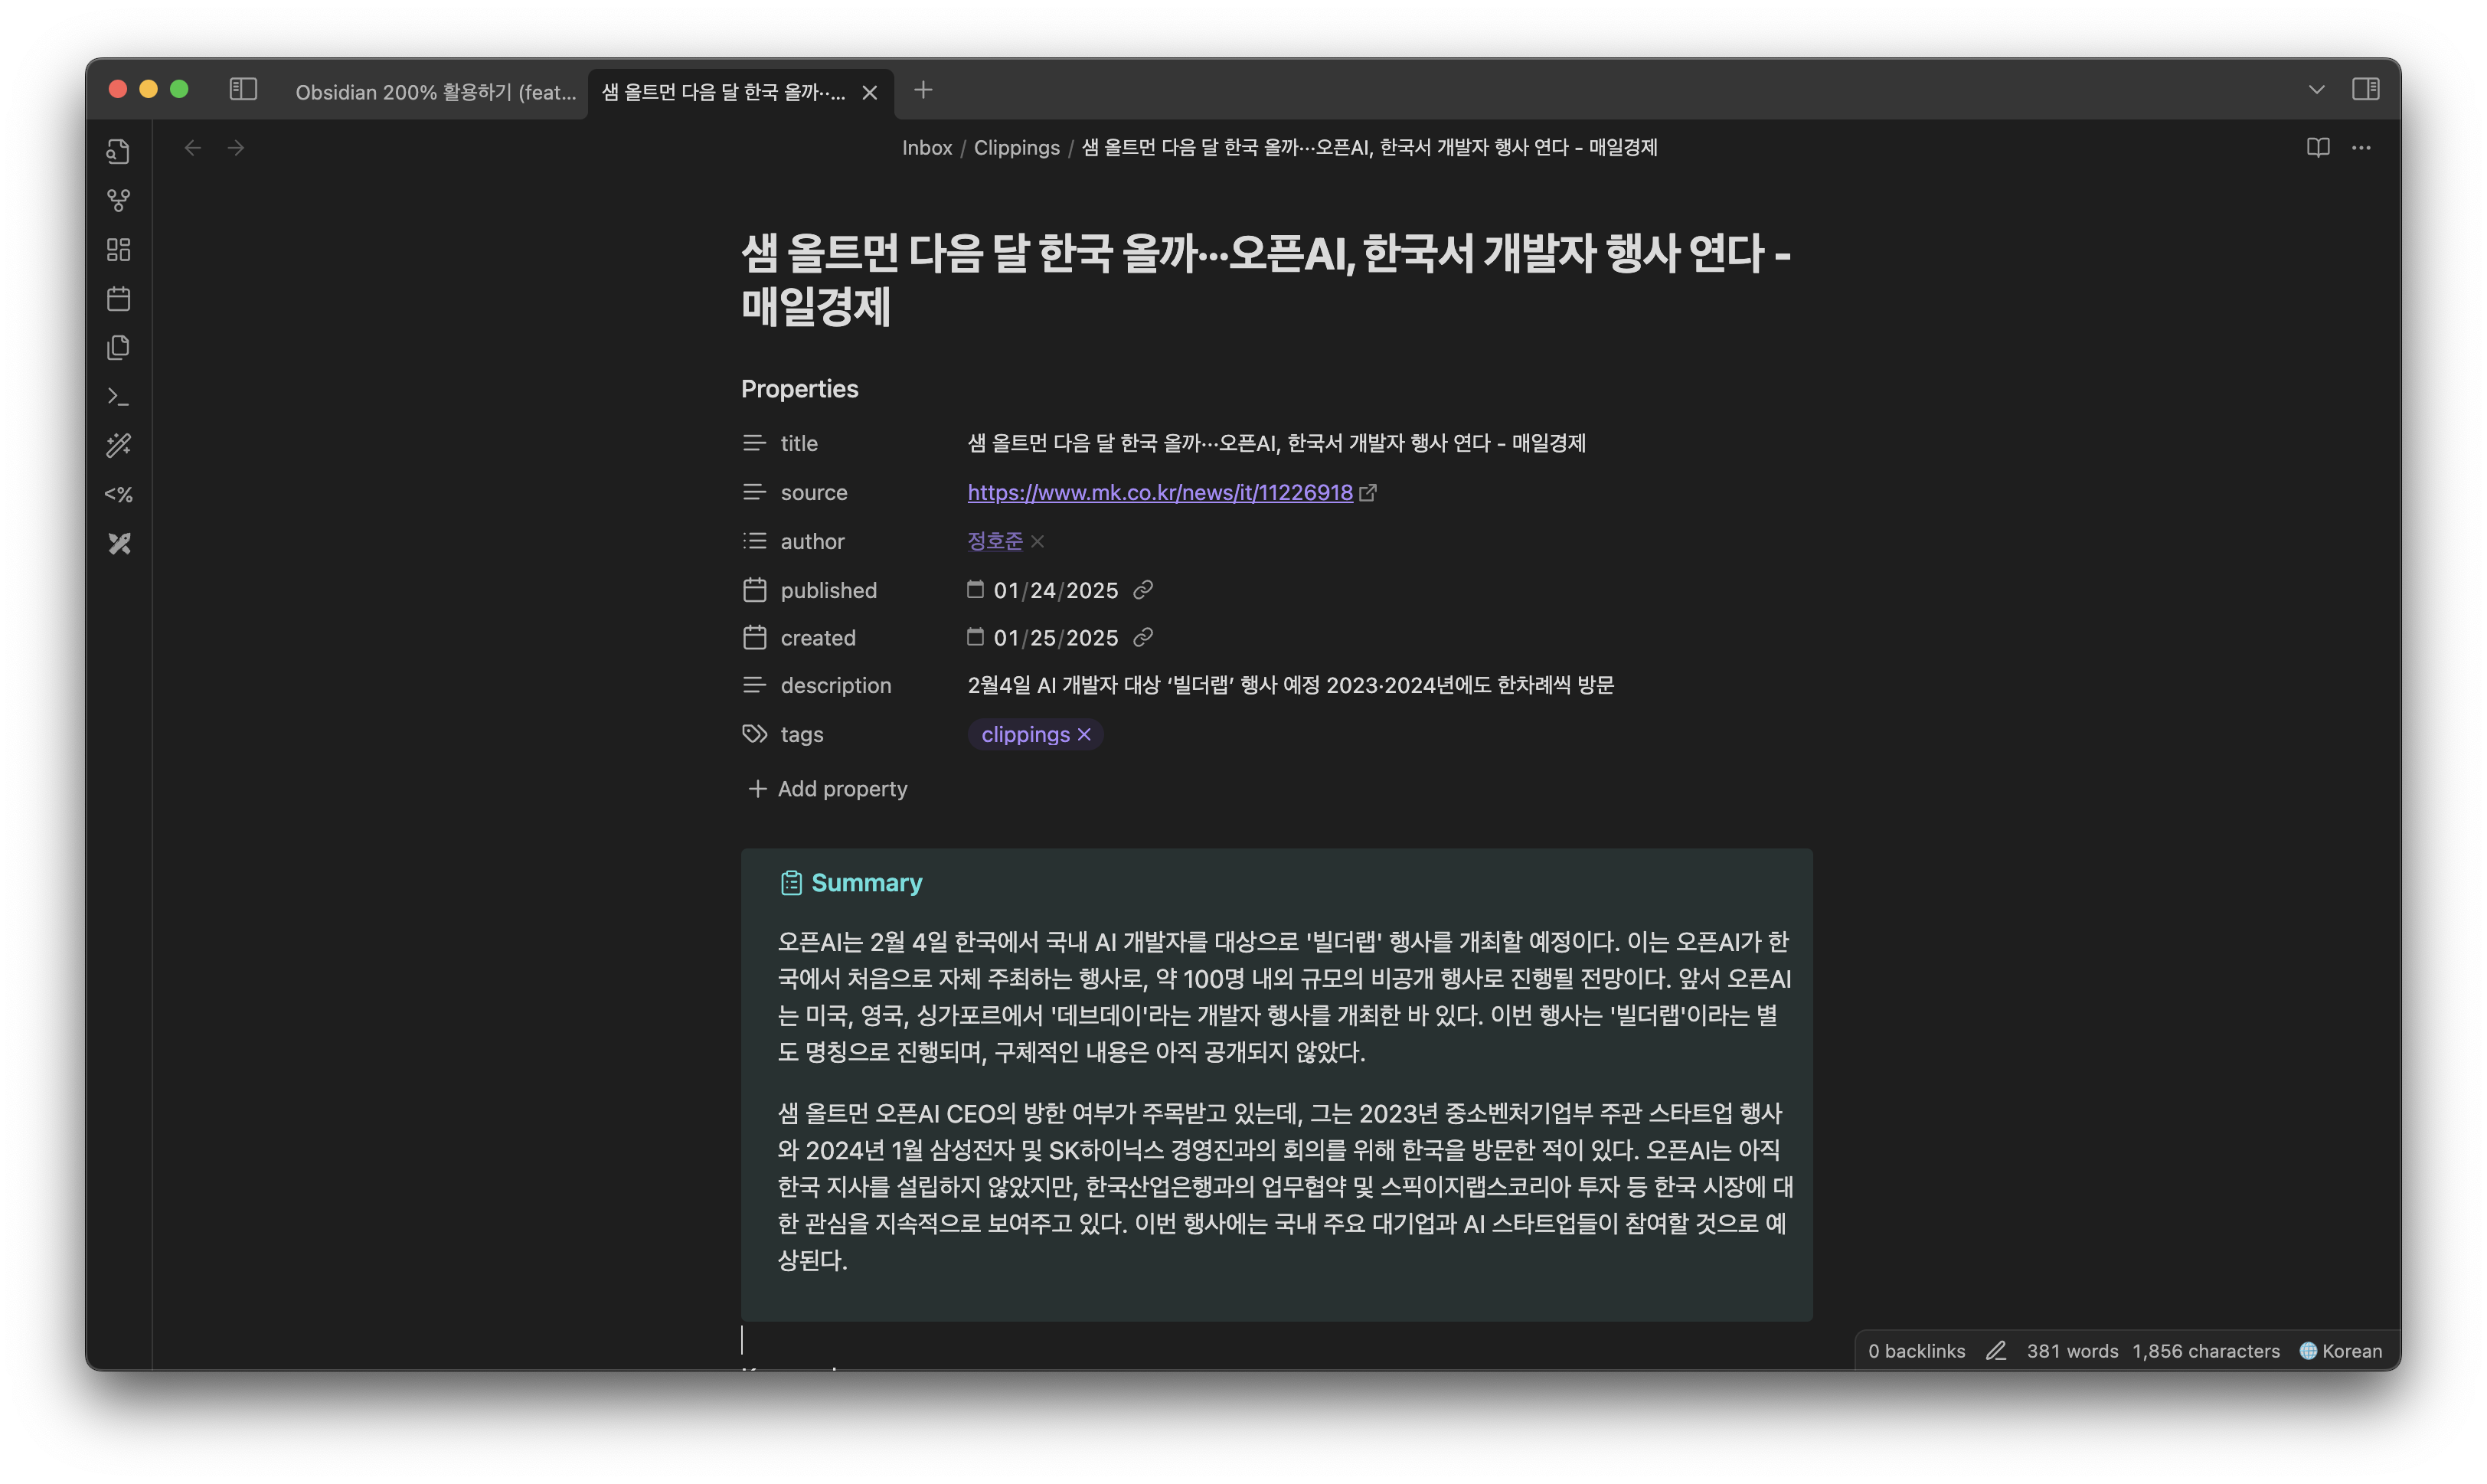 Obsidian 200% 활용하기 (feat...
샘 올트먼 다음 달 한국 올까··...
Inbox / Clippings / 샘 올트먼 다음 달 한국 올까···오픈AI, 한국서 개발자 행사 연다 - 매일경제
<%
샘 올트먼 다음 달 한국 올까···오픈AI, 한국서 개발자 행사 연다 -
매일경제
Properties
title 샘 올트먼 다음 달 한국 올까···오픈AI, 한국서 개발자 행사 연다 - 매일경제
source https://www.mk.co.kr/news/it/11226918
author 정호준
published 01/24/2025
created 01/25/2025
description 2월4일 AI 개발자 대상 ‘빌더랩’ 행사 예정 2023·2024년에도 한차례씩 방문
tags clippings
Add property
Summary
오픈AI는 2월 4일 한국에서 국내 AI 개발자를 대상으로 '빌더랩' 행사를 개최할 예정이다. 이는 오픈AI가 한
국에서 처음으로 자체 주최하는 행사로, 약 100명 내외 규모의 비공개 행사로 진행될 전망이다. 앞서 오픈AI
는 미국, 영국, 싱가포르에서 '데브데이'라는 개발자 행사를 개최한 바 있다. 이번 행사는 '빌더랩'이라는 별
도 명칭으로 진행되며, 구체적인 내용은 아직 공개되지 않았다.
샘 올트먼 오픈AI CEO의 방한 여부가 주목받고 있는데, 그는 2023년 중소벤처기업부 주관 스타트업 행사
와 2024년 1월 삼성전자 및 SK하이닉스 경영진과의 회의를 위해 한국을 방문한 적이 있다. 오픈AI는 아직
한국 지사를 설립하지 않았지만, 한국산업은행과의 업무협약 및 스픽이지랩스코리아 투자 등 한국 시장에 대
한 관심을 지속적으로 보여주고 있다. 이번 행사에는 국내 주요 대기업과 AI 스타트업들이 참여할 것으로 예
상된다.
0 backlinks 381 words 1,856 characters Korean